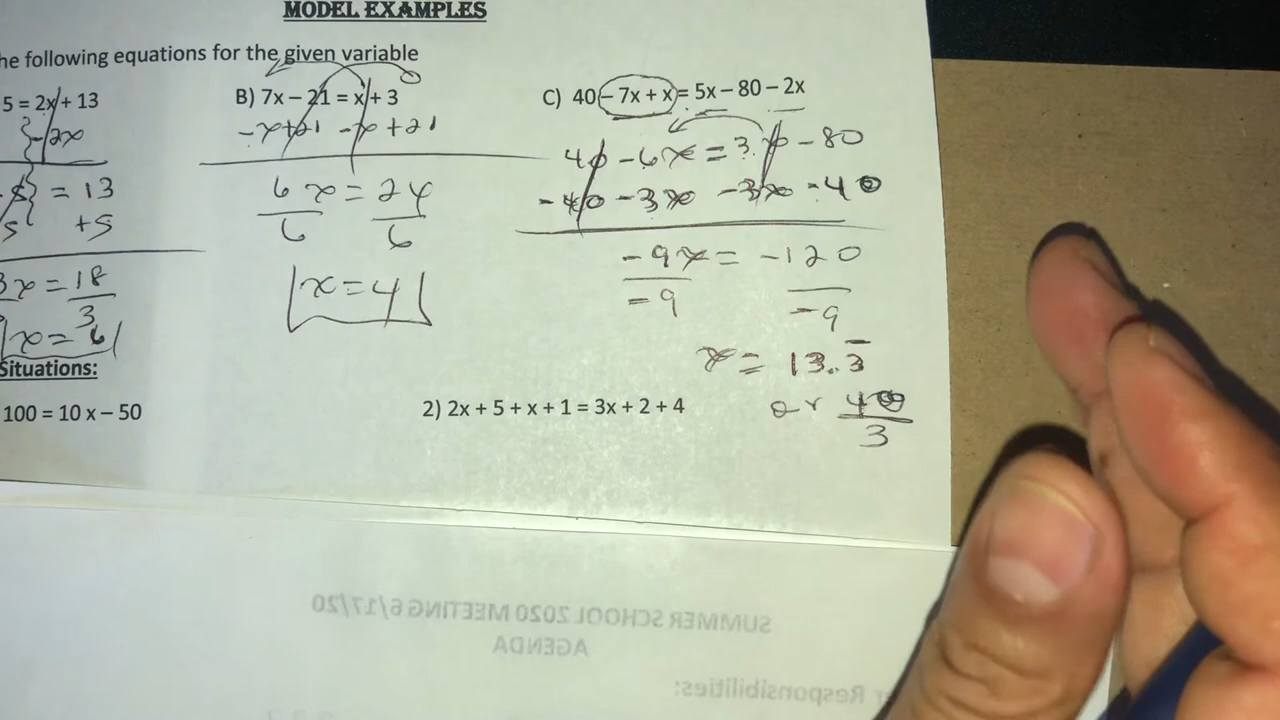 MODEL EXAMPLES
he following equations for the given variable
5 = 2x + 13
- 2x
= 13
5 +5
3x = 18
3
x = 6
B) 7x – 21 = x + 3
- x + 21 - x + 21
6x = 24
6 6
x = 4
C) 40 – 7x + x = 5x – 80 – 2x
40 - 6x = 3x - 80
- 40 - 3x - 3x - 40
- 9x = - 120
- 9 - 9
x = 13.3̅
or 40
3
Situations:
100 = 10 x – 50
2) 2x + 5 + x + 1 = 3x + 2 + 4
SUMMER SCHOOL 2020 MEETING 6/17/20
AGENDA
r Responsibilities: